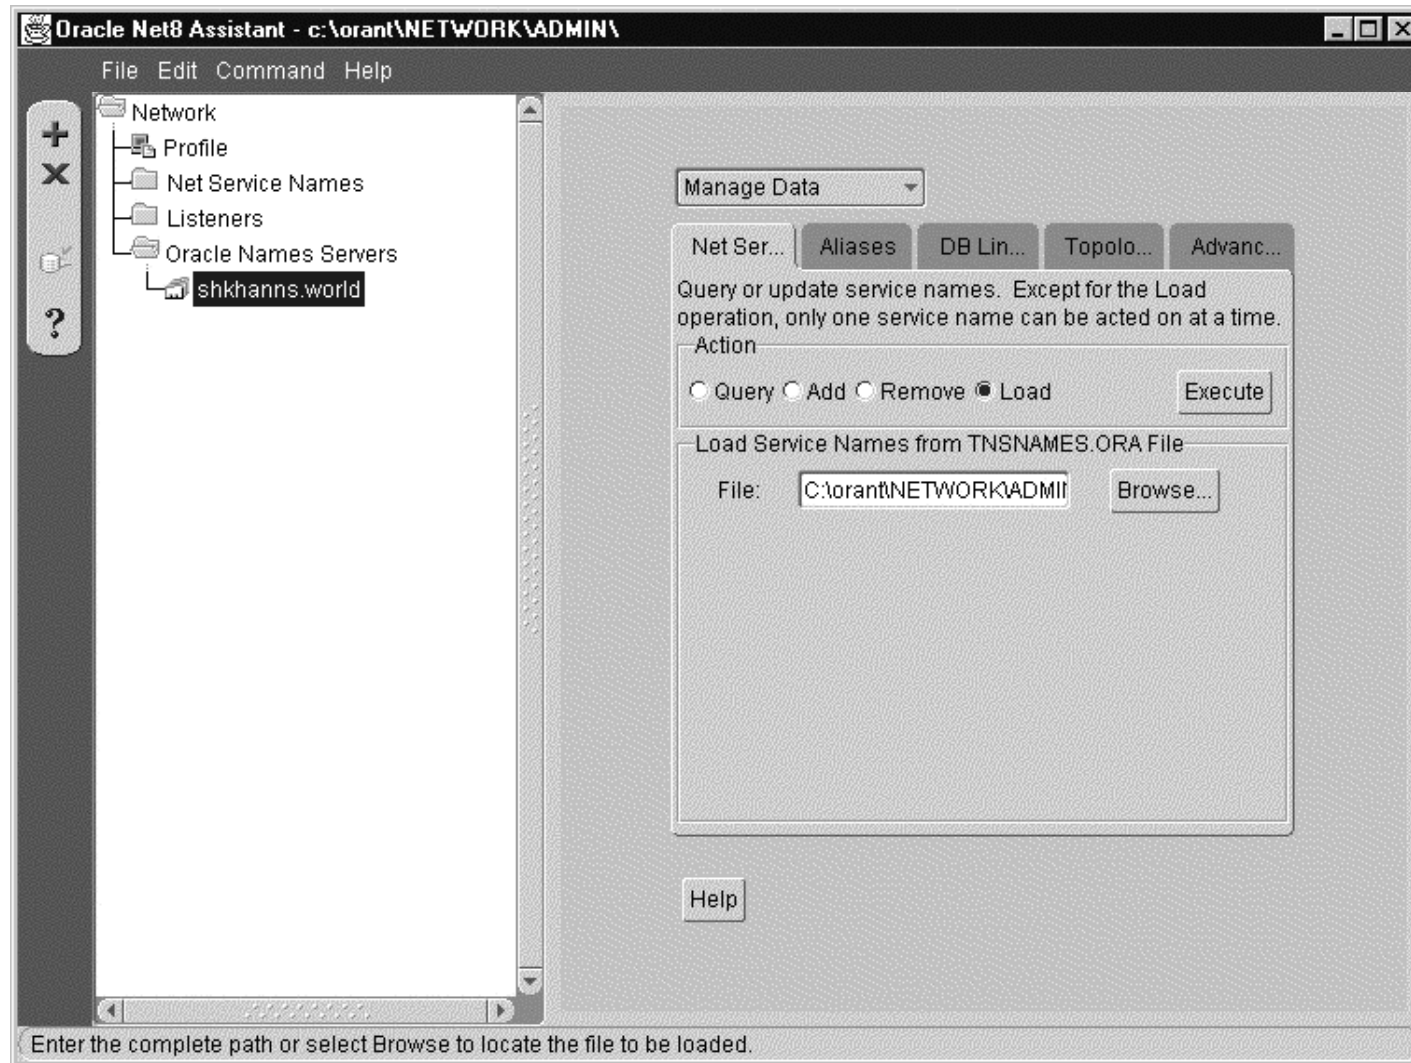 Oracle Net8 Assistant - c:\orant\NETWORK\ADMIN\
File Edit Command Help
Network
Profile
Net Service Names
Listeners
Oracle Names Servers
shkhanns.world
Manage Data
Net Ser... Aliases DB Lin... Topolo... Advanc...
Query or update service names. Except for the Load
operation, only one service name can be acted on at a time.
Action
Query Add Remove Load Execute
Load Service Names from TNSNAMES.ORA File
File: C:\orant\NETWORK\ADMIN Browse...
Help
Enter the complete path or select Browse to locate the file to be loaded.